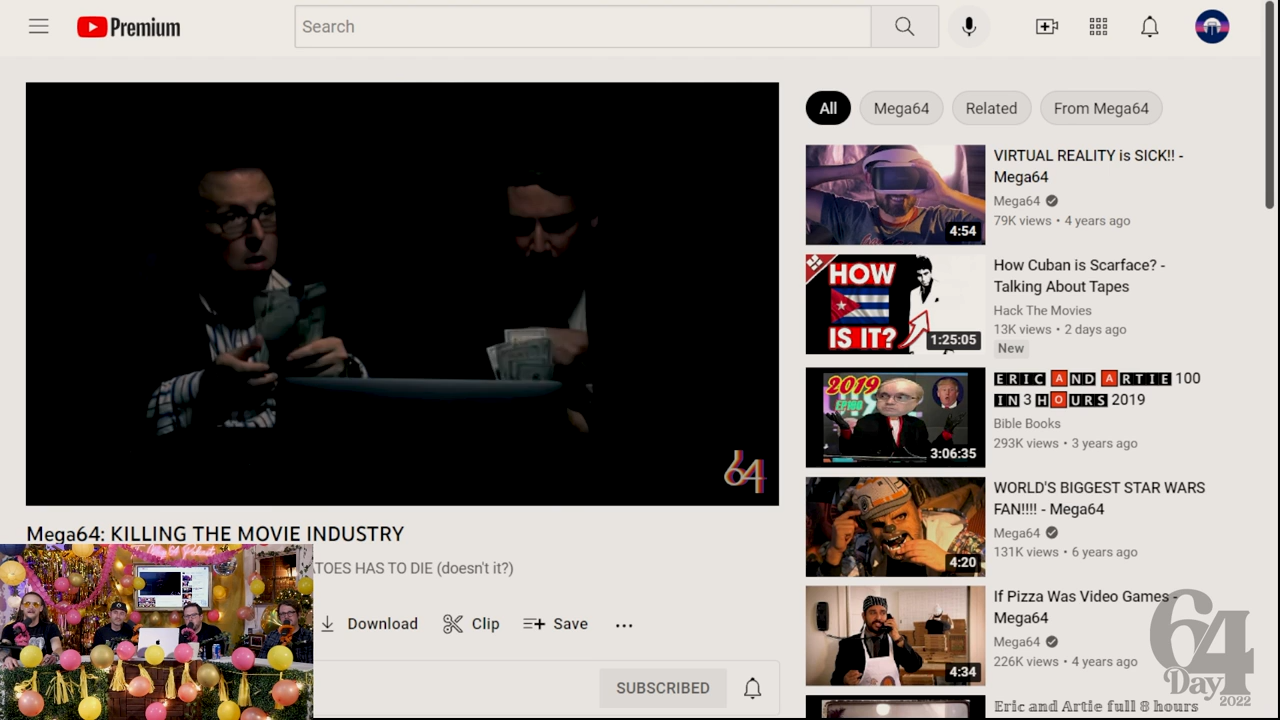 Premium
Search
64
Mega64: KILLING THE MOVIE INDUSTRY
ATOES HAS TO DIE (doesn't it?)
Download
Clip
Save
SUBSCRIBED
All
Mega64
Related
From Mega64
4:54
VIRTUAL REALITY is SICK!! -
Mega64
Mega64
79K views • 4 years ago
HOW
IS IT?
1:25:05
How Cuban is Scarface? -
Talking About Tapes
Hack The Movies
13K views • 2 days ago
New
2019
EP100
3:06:35
ERIC AND ARTIE 100
IN 3 HOURS 2019
Bible Books
293K views • 3 years ago
4:20
WORLD'S BIGGEST STAR WARS
FAN!!!! - Mega64
Mega64
131K views • 6 years ago
4:34
If Pizza Was Video Games -
Mega64
Mega64
226K views • 4 years ago
Eric and Artie full 8 hours
64
Day
2022